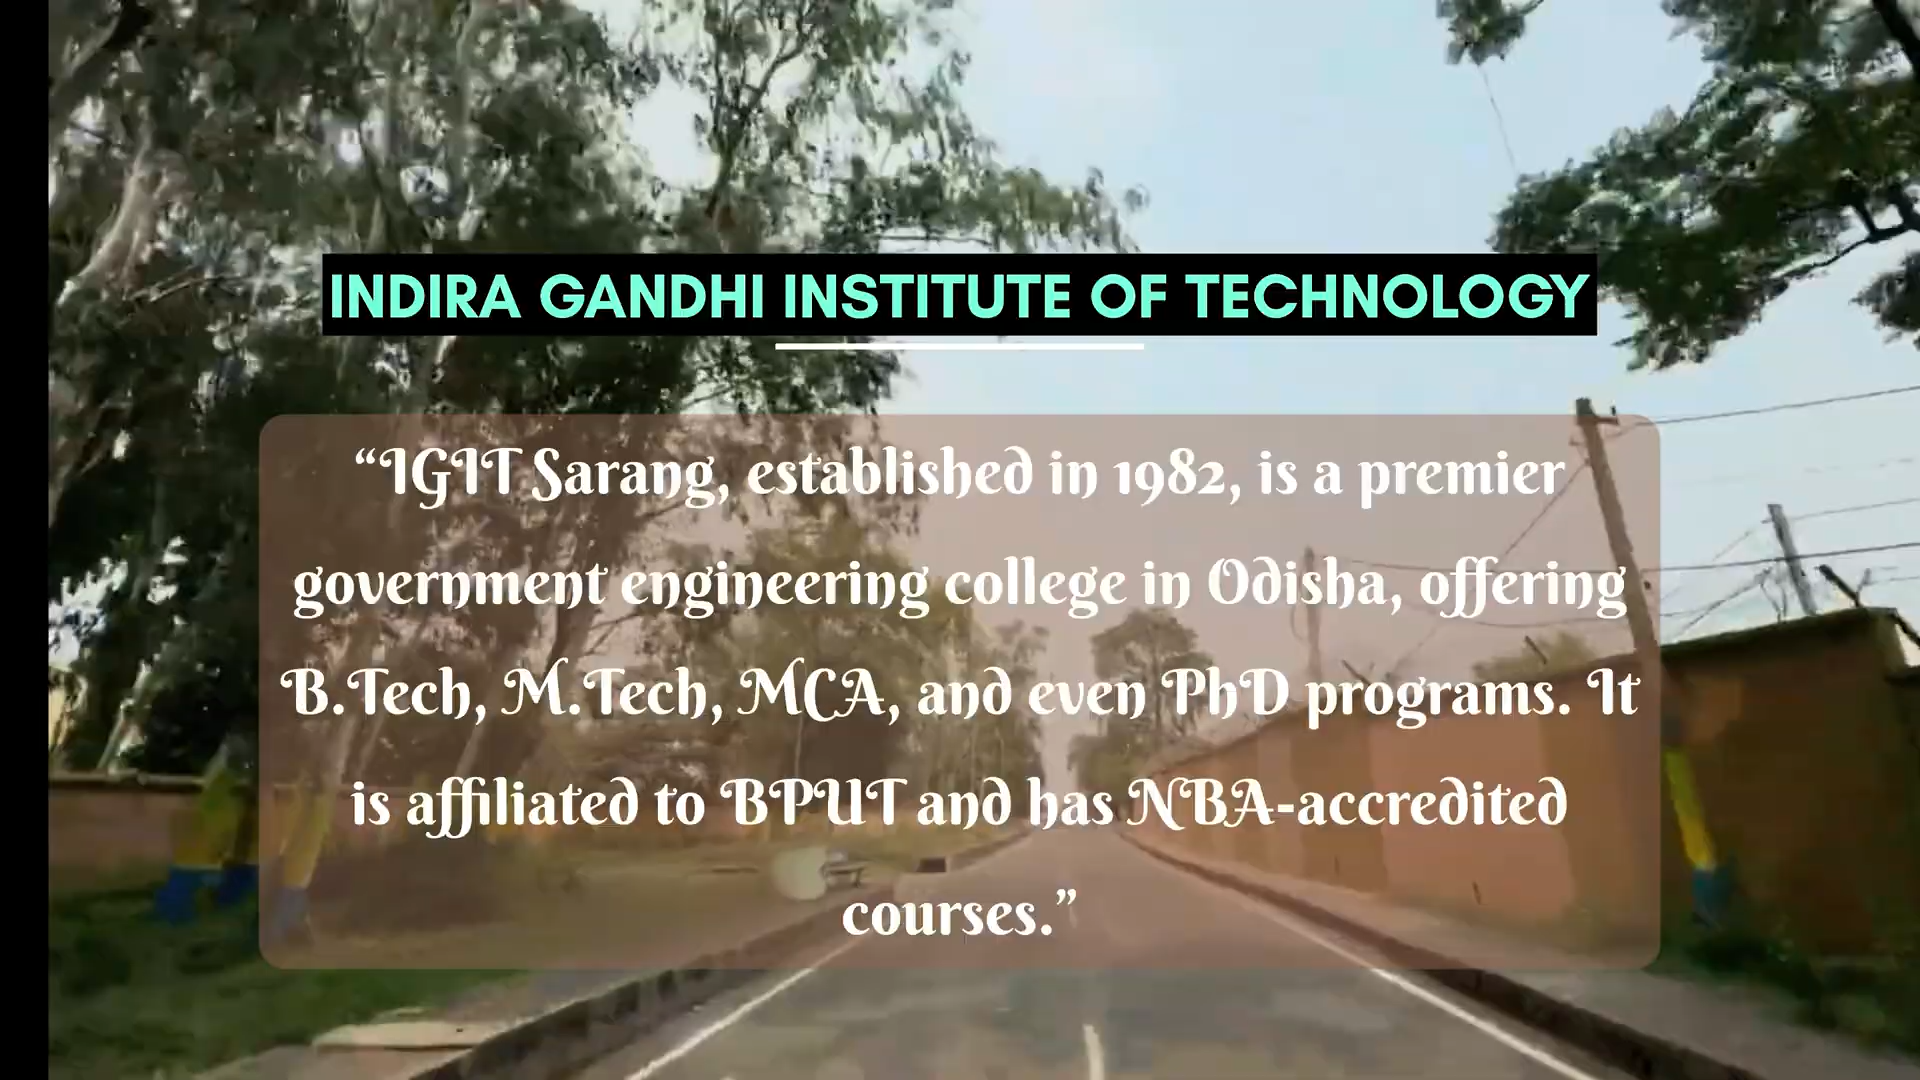 INDIRA GANDHI INSTITUTE OF TECHNOLOGY
“IGIT Sarang, established in 1982, is a premier
government engineering college in Odisha, offering
B.Tech, M.Tech, MCA, and even PhD programs. It
is affiliated to BPUT and has NBA-accredited
courses.”